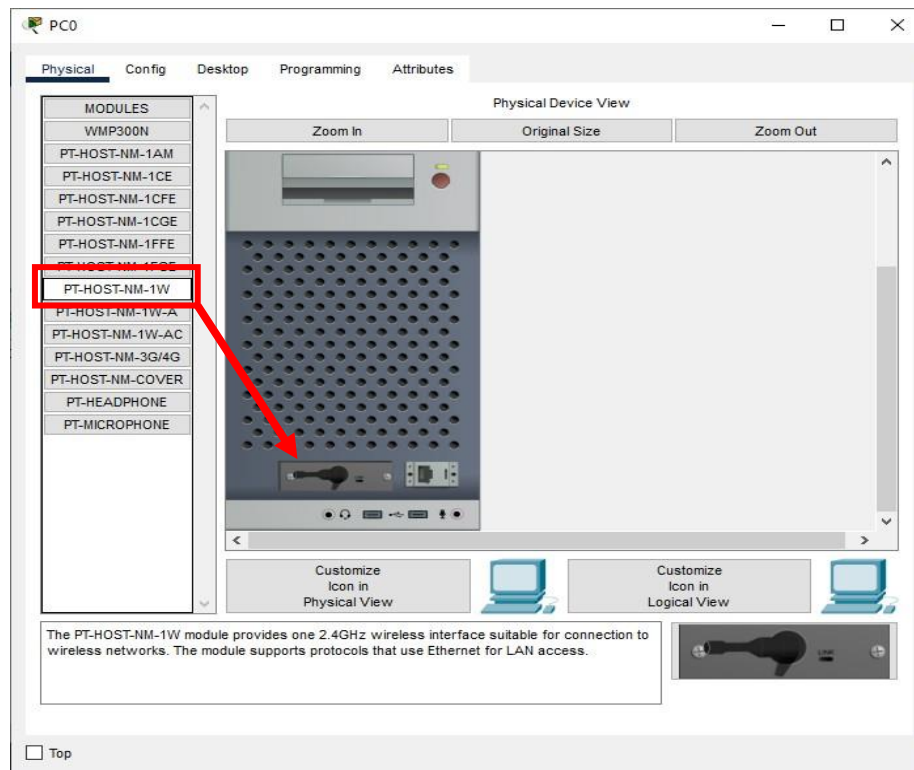 PC0
Physical Config Desktop Programming Attributes
MODULES
WMP300N
PT-HOST-NM-1AM
PT-HOST-NM-1CE
PT-HOST-NM-1CFE
PT-HOST-NM-1CGE
PT-HOST-NM-1FFE
PT-HOST-NM-1FGE
PT-HOST-NM-1W
PT-HOST-NM-1W-A
PT-HOST-NM-1W-AC
PT-HOST-NM-3G/4G
PT-HOST-NM-COVER
PT-HEADPHONE
PT-MICROPHONE
Physical Device View
Zoom In Original Size Zoom Out
Customize
Icon in
Physical View
Customize
Icon in
Logical View
The PT-HOST-NM-1W module provides one 2.4GHz wireless interface suitable for connection to
wireless networks. The module supports protocols that use Ethernet for LAN access.
LINK
Top